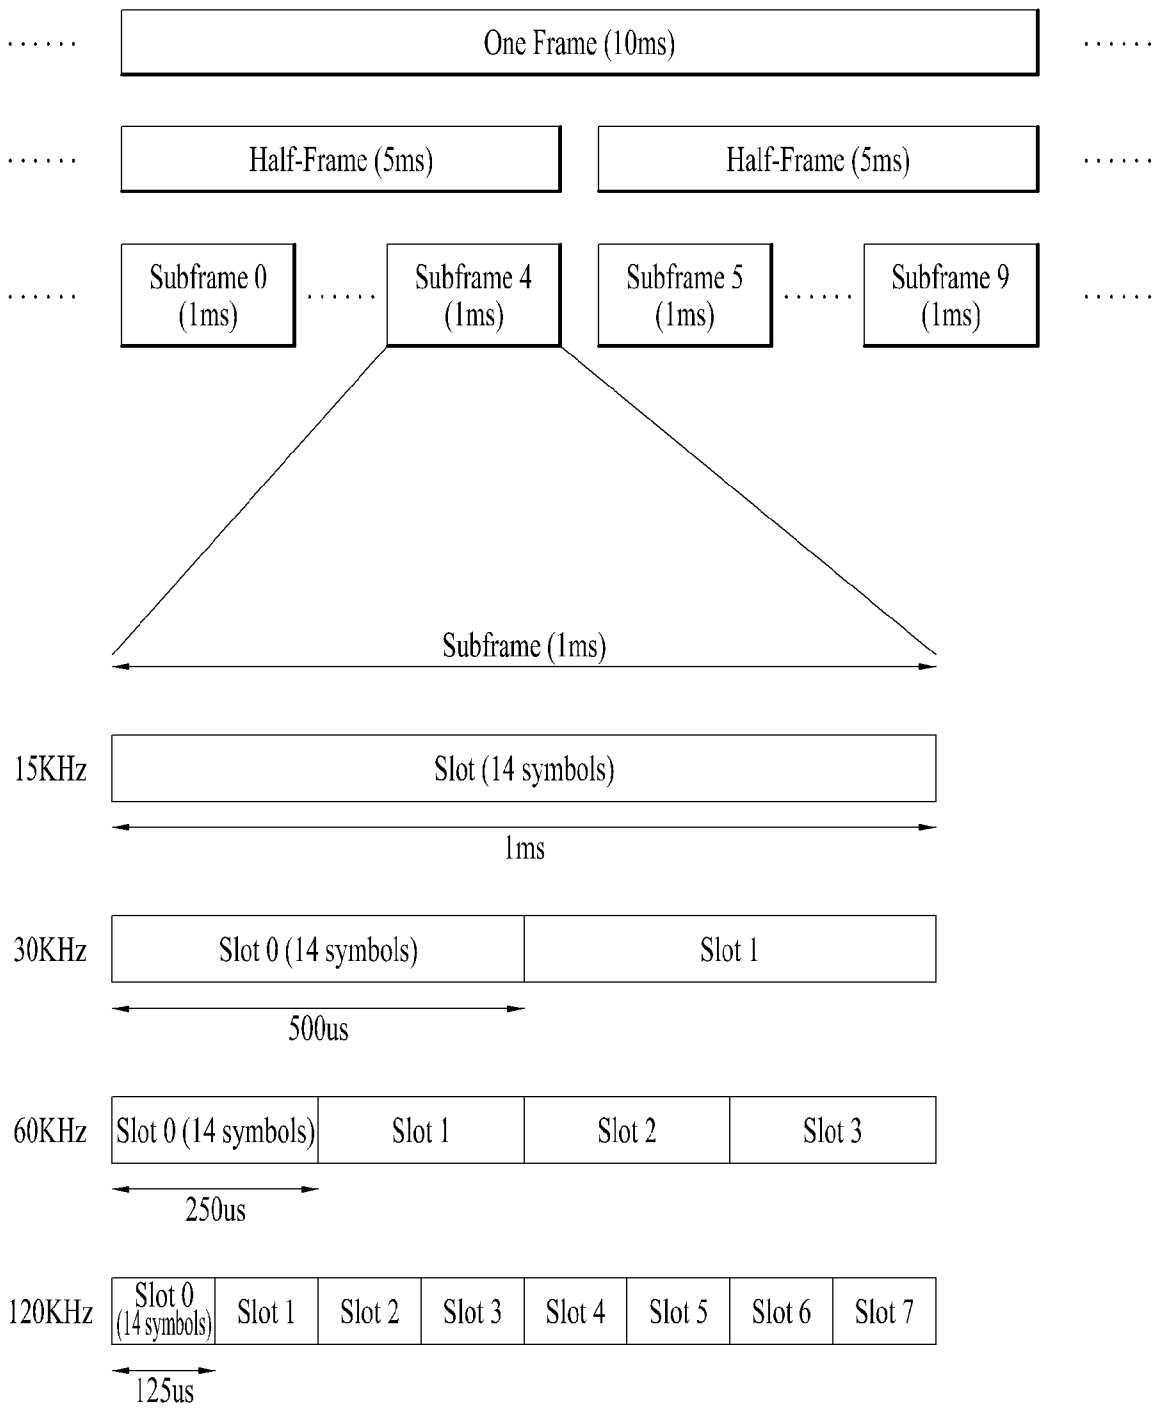 ...... One Frame (10ms) ......
...... Half-Frame (5ms) Half-Frame (5ms) ......
Subframe 0 Subframe 4 Subframe 5 Subframe 9
...... (1ms) ...... (1ms) (1ms) ...... (1ms) ......
Subframe (1ms)
15KHz Slot (14 symbols)
1ms
30KHz Slot 0 (14 symbols) Slot 1
500us
60KHz Slot 0 (14 symbols) Slot 1 Slot 2 Slot 3
250us
120KHz Slot 0 (14 symbols) Slot 1 Slot 2 Slot 3 Slot 4 Slot 5 Slot 6 Slot 7
125us